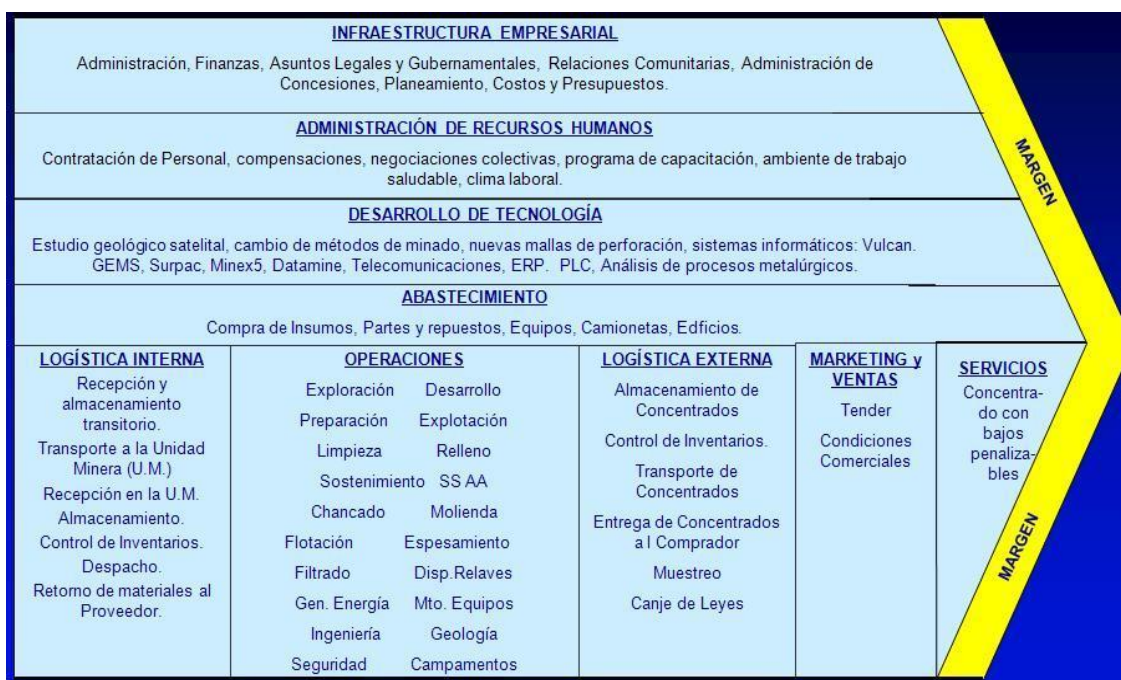 INFRAESTRUCTURA EMPRESARIAL
Administración, Finanzas, Asuntos Legales y Gubernamentales, Relaciones Comunitarias, Administración de
Concesiones, Planeamiento, Costos y Presupuestos.
ADMINISTRACIÓN DE RECURSOS HUMANOS
Contratación de Personal, compensaciones, negociaciones colectivas, programa de capacitación, ambiente de trabajo
saludable, clima laboral.
MARGEN
DESARROLLO DE TECNOLOGÍA
Estudio geológico satelital, cambio de métodos de minado, nuevas mallas de perforación, sistemas informáticos: Vulcan.
GEMS, Surpac, Minex5, Datamine, Telecomunicaciones, ERP. PLC, Análisis de procesos metalúrgicos.
ABASTECIMIENTO
Compra de Insumos, Partes y repuestos, Equipos, Camionetas, Edficios.
LOGÍSTICA INTERNA
Recepción y
almacenamiento
transitorio.
Transporte a la Unidad
Minera (U.M.)
Recepción en la U.M.
Almacenamiento.
Control de Inventarios.
Despacho.
Retorno de materiales al
Proveedor.
OPERACIONES
Exploración Desarrollo
Preparación Explotación
Limpieza Relleno
Sostenimiento SS AA
Chancado Molienda
Flotación Espesamiento
Filtrado Disp.Relaves
Gen. Energía Mto. Equipos
Ingeniería Geología
Seguridad Campamentos
LOGÍSTICA EXTERNA
Almacenamiento de
Concentrados
Control de Inventarios.
Transporte de
Concentrados
Entrega de Concentrados
a l Comprador
Muestreo
Canje de Leyes
MARKETING y
VENTAS
Tender
Condiciones
Comerciales
SERVICIOS
Concentra-
do con
bajos
penaliza-
bles
MARGEN